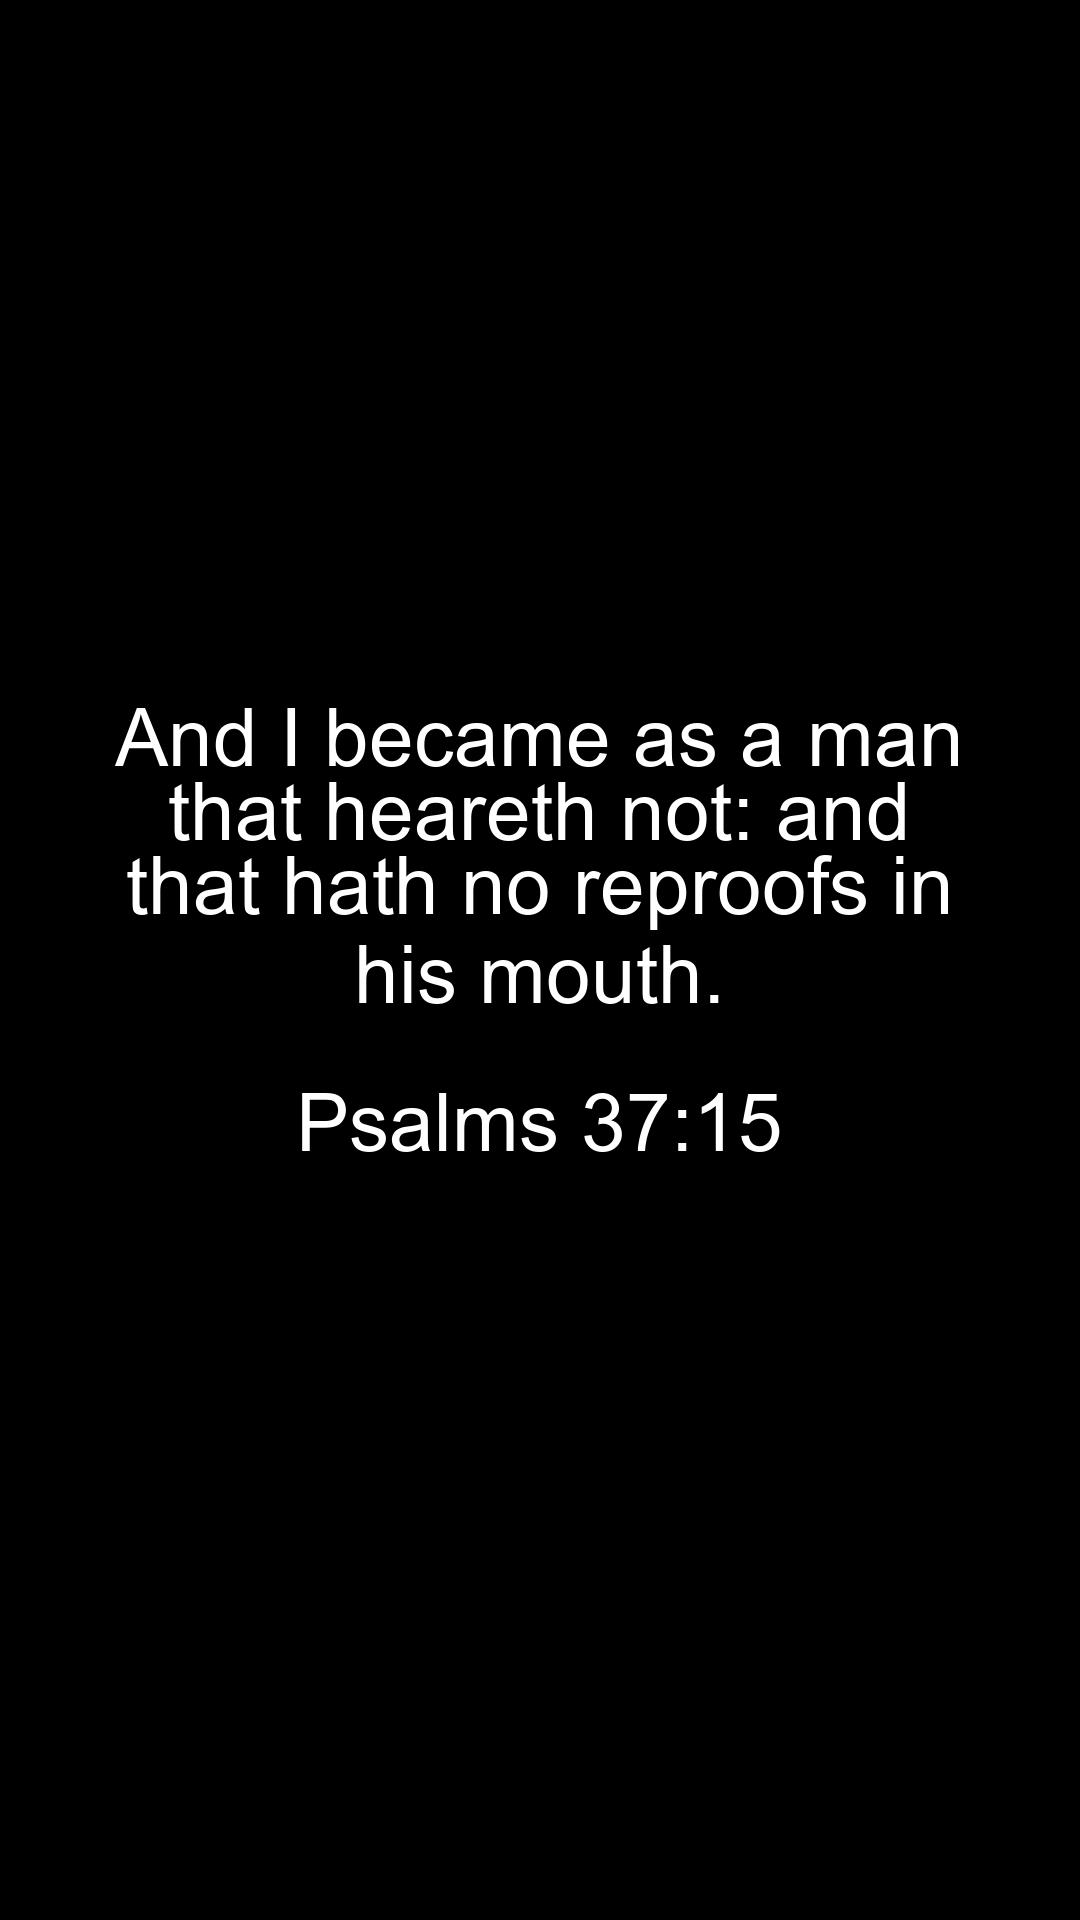 And I became as a man
that heareth not: and
that hath no reproofs in
his mouth.
Psalms 37:15